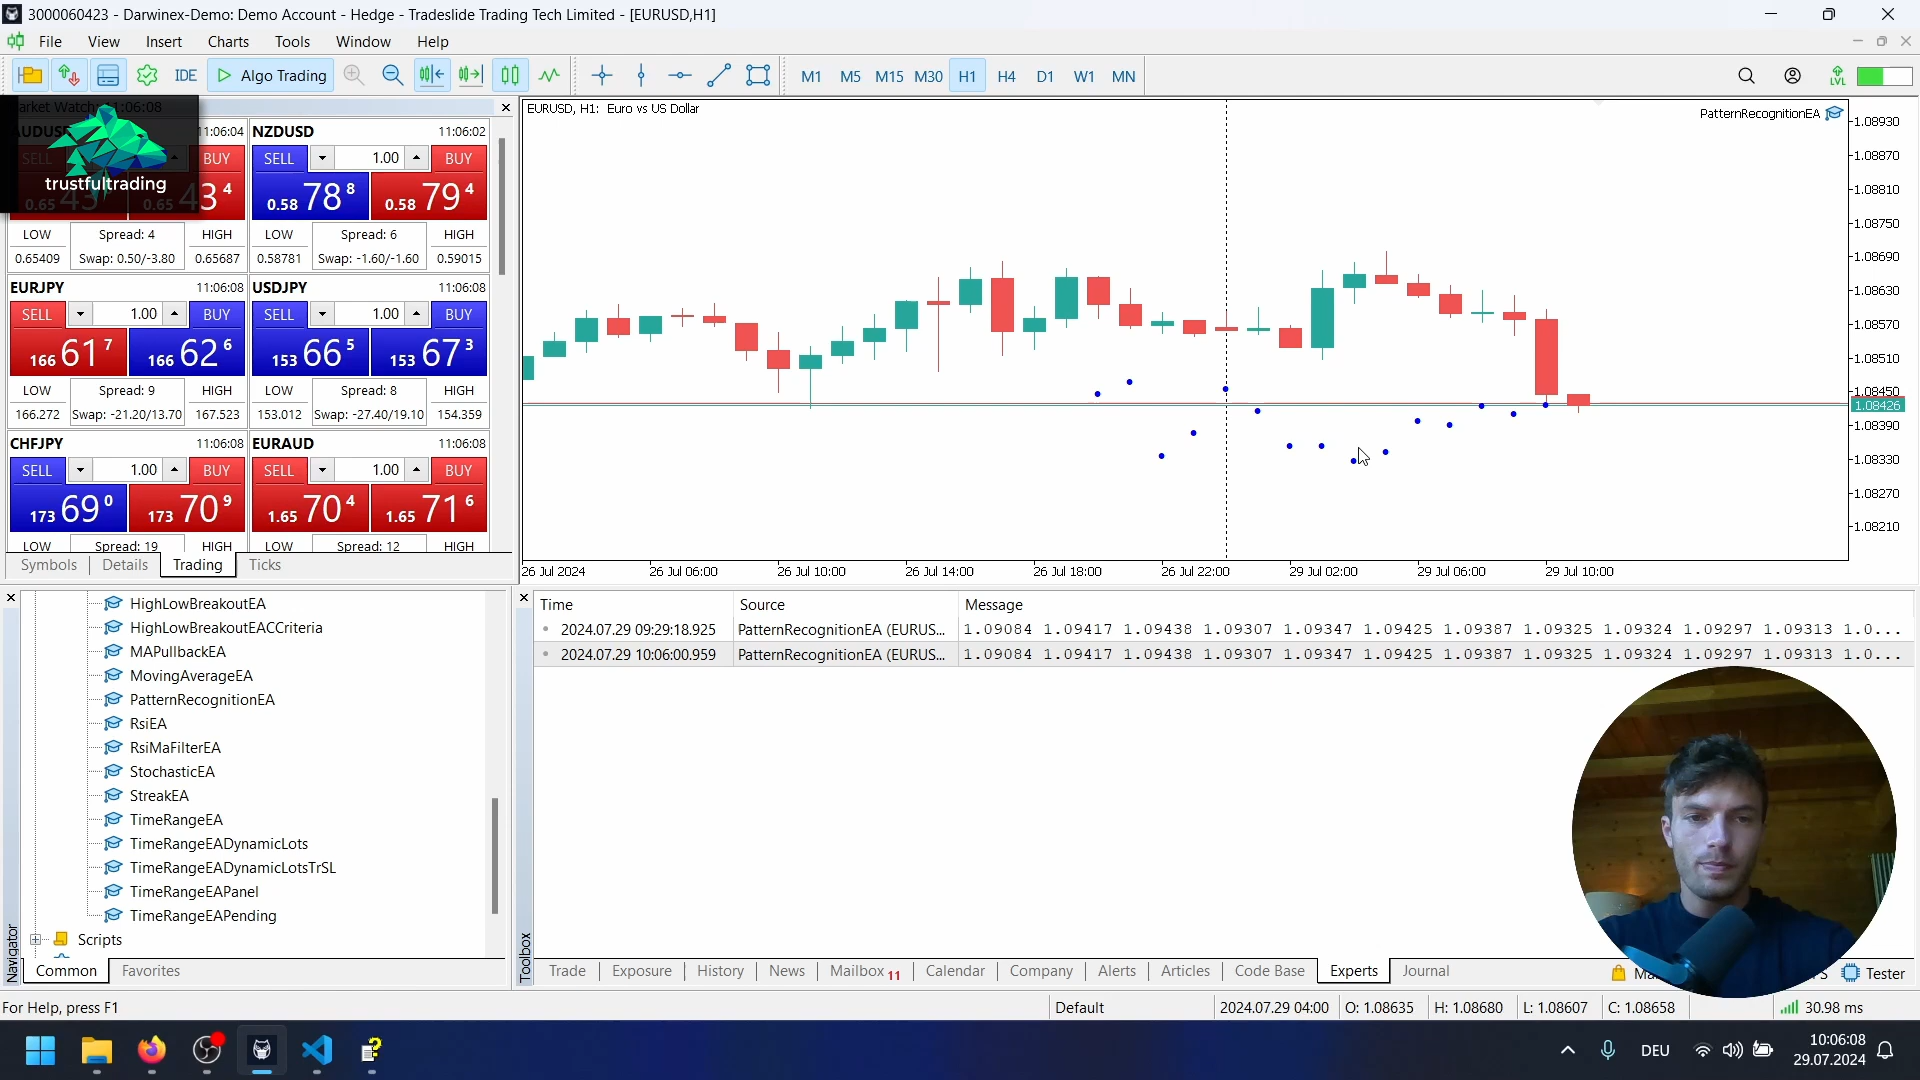 3000060423 - Darwinex-Demo: Demo Account - Hedge - Tradeslide Trading Tech Limited - [EURUSD,H1]
File View Insert Charts Tools Window Help
IDE Algo Trading M1 M5 M15 M30 H1 H4 D1 W1 MN LVL
11:06:08
trustfultrading
11:06:04
SELL BUY
0.65 43 0.65 43 4
LOW Spread: 4 HIGH
0.65409 Swap: 0.50/-3.80 0.65687
NZDUSD 11:06:02
SELL 1.00 BUY
0.58 78 8 0.58 79 4
LOW Spread: 6 HIGH
0.58781 Swap: -1.60/-1.60 0.59015
EURJPY 11:06:08
SELL 1.00 BUY
166 61 7 166 62 6
LOW Spread: 9 HIGH
166.272 Swap: -21.20/13.70 167.523
USDJPY 11:06:08
SELL 1.00 BUY
153 66 5 153 67 3
LOW Spread: 8 HIGH
153.012 Swap: -27.40/19.10 154.359
CHFJPY 11:06:08
SELL 1.00 BUY
173 69 0 173 70 9
LOW Spread: 19 HIGH
EURAUD 11:06:08
SELL 1.00 BUY
1.65 70 4 1.65 71 6
LOW Spread: 12 HIGH
Symbols Details Trading Ticks
EURUSD, H1: Euro vs US Dollar
PatternRecognitionEA
1.08930
1.08870
1.08810
1.08750
1.08690
1.08630
1.08570
1.08510
1.08450
1.08426
1.08390
1.08330
1.08270
1.08210
26 Jul 2024 26 Jul 06:00 26 Jul 10:00 26 Jul 14:00 26 Jul 18:00 26 Jul 22:00 29 Jul 02:00 29 Jul 06:00 29 Jul 10:00
HighLowBreakoutEA
HighLowBreakoutEACCriteria
MAPullbackEA
MovingAverageEA
PatternRecognitionEA
RsiEA
RsiMaFilterEA
StochasticEA
StreakEA
TimeRangeEA
TimeRangeEADynamicLots
TimeRangeEADynamicLotsTrSL
TimeRangeEAPanel
TimeRangeEAPending
Scripts
Navigator
Common Favorites
Time Source Message
2024.07.29 09:29:18.925 PatternRecognitionEA (EURUS... 1.09084 1.09417 1.09438 1.09307 1.09347 1.09425 1.09387 1.09325 1.09324 1.09297 1.09313 1.0...
2024.07.29 10:06:00.959 PatternRecognitionEA (EURUS... 1.09084 1.09417 1.09438 1.09307 1.09347 1.09425 1.09387 1.09325 1.09324 1.09297 1.09313 1.0...
Toolbox
Trade Exposure History News Mailbox 11 Calendar Company Alerts Articles Code Base Experts Journal Tester
For Help, press F1 Default 2024.07.29 04:00 O: 1.08635 H: 1.08680 L: 1.08607 C: 1.08658 30.98 ms
DEU 10:06:08
29.07.2024